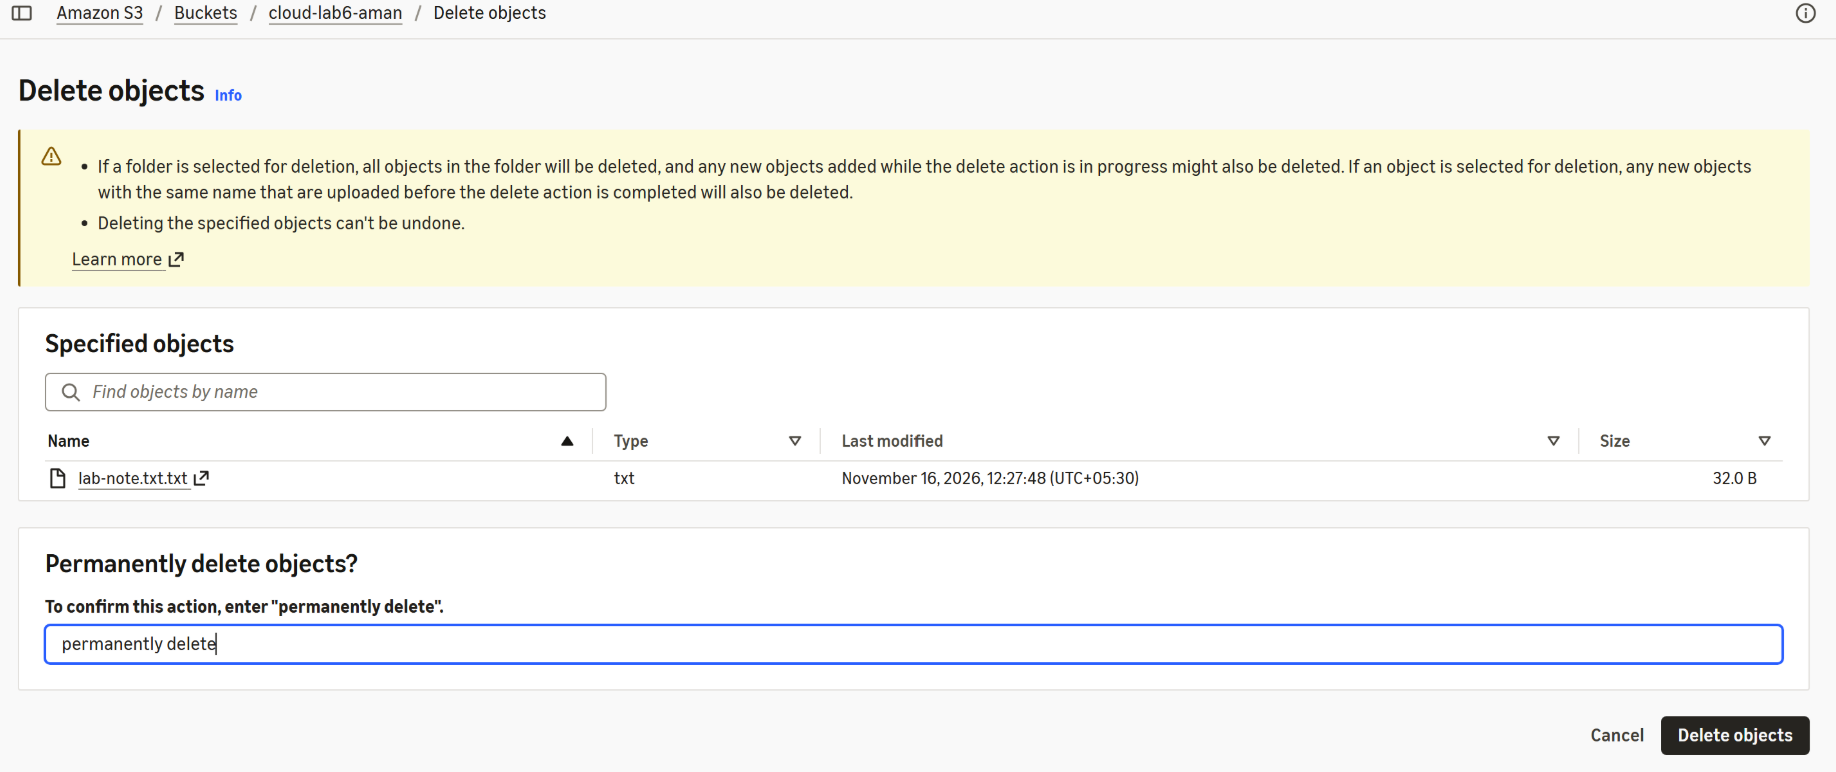 Amazon S3 / Buckets / cloud-lab6-aman / Delete objects
Delete objects Info
• If a folder is selected for deletion, all objects in the folder will be deleted, and any new objects added while the delete action is in progress might also be deleted. If an object is selected for deletion, any new objects
with the same name that are uploaded before the delete action is completed will also be deleted.
• Deleting the specified objects can't be undone.
Learn more
Specified objects
Find objects by name
Name Type Last modified Size
lab-note.txt.txt txt November 16, 2026, 12:27:48 (UTC+05:30) 32.0 B
Permanently delete objects?
To confirm this action, enter "permanently delete".
permanently delete
Cancel Delete objects